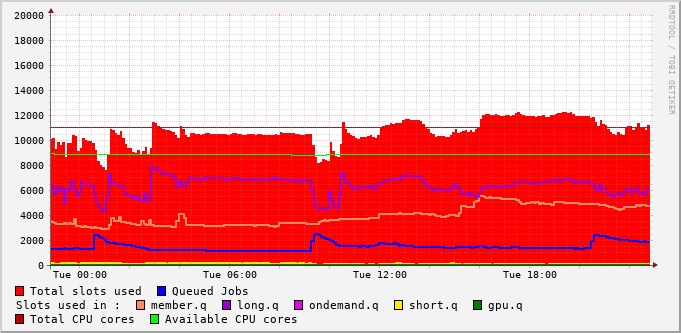 20000
18000
16000
14000
12000
10000
8000
6000
4000
2000
0
Tue 00:00 Tue 06:00 Tue 12:00 Tue 18:00
RRDTOOL / TOBI OETIKER
Total slots used Queued Jobs
Slots used in : member.q long.q ondemand.q short.q gpu.q
Total CPU cores Available CPU cores